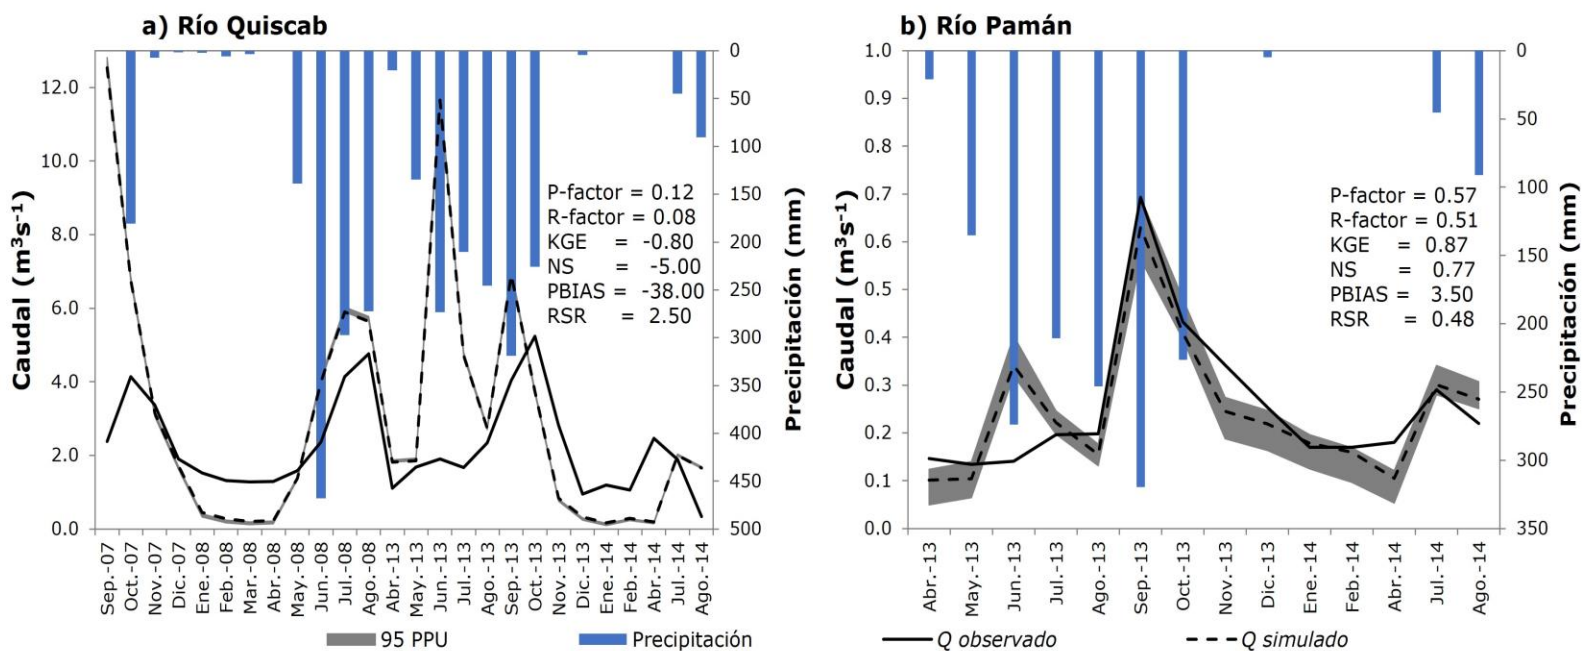 a) Río Quiscab
12.0
10.0
8.0
6.0
4.0
2.0
0.0
Caudal (m³s⁻¹)
0
50
100
150
200
250
300
350
400
450
500
Precipitación (mm)
P-factor = 0.12
R-factor = 0.08
KGE = -0.80
NS = -5.00
PBIAS = -38.00
RSR = 2.50
Sep.-07
Oct.-07
Nov.-07
Dic.-07
Ene.-08
Feb.-08
Mar.-08
Abr.-08
May.-08
Jun.-08
Jul.-08
Ago.-08
Abr.-13
May.-13
Jun.-13
Jul.-13
Ago.-13
Sep.-13
Oct.-13
Nov.-13
Dic.-13
Ene.-14
Feb.-14
Abr.-14
Jul.-14
Ago.-14
b) Río Pamán
1.0
0.9
0.8
0.7
0.6
0.5
0.4
0.3
0.2
0.1
0.0
Caudal (m³s⁻¹)
0
50
100
150
200
250
300
350
Precipitación (mm)
P-factor = 0.57
R-factor = 0.51
KGE = 0.87
NS = 0.77
PBIAS = 3.50
RSR = 0.48
Abr.-13
May.-13
Jun.-13
Jul.-13
Ago.-13
Sep.-13
Oct.-13
Nov.-13
Dic.-13
Ene.-14
Feb.-14
Abr.-14
Jul.-14
Ago.-14
95 PPU
Precipitación
Q observado
Q simulado